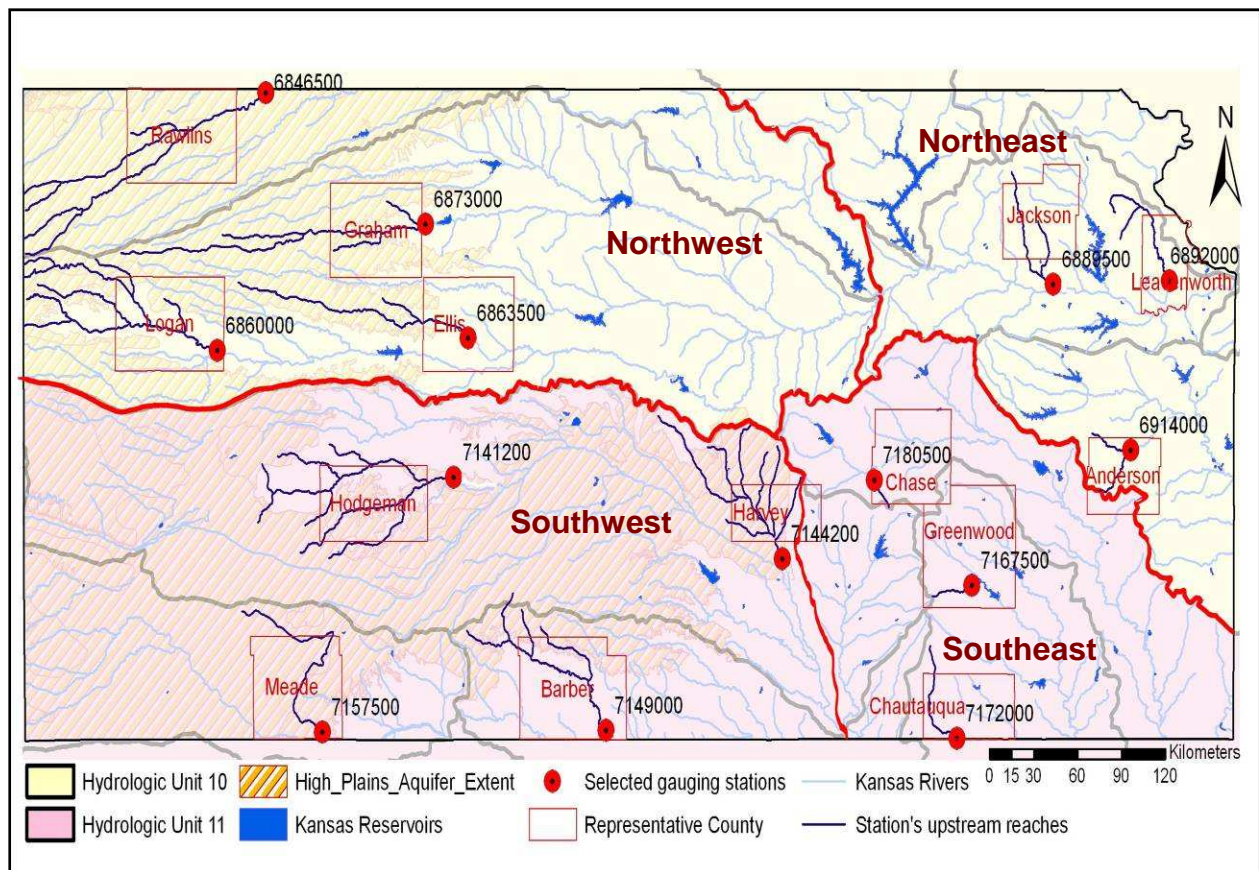 6846500
Rawlins
N
Northeast
6873000
Graham
Northwest
Jackson
6889500
6892000
Leavenworth
Logan
6860000
Ellis
6863500
7141200
Hodgeman
Southwest
Harvey
7144200
7180500
Chase
6914000
Anderson
Greenwood
7167500
Southeast
Meade
7157500
Barber
7149000
Chautauqua
7172000
Kilometers
0 15 30 60 90 120
Hydrologic Unit 10
High_Plains_Aquifer_Extent
Selected gauging stations
Kansas Rivers
Hydrologic Unit 11
Kansas Reservoirs
Representative County
Station's upstream reaches